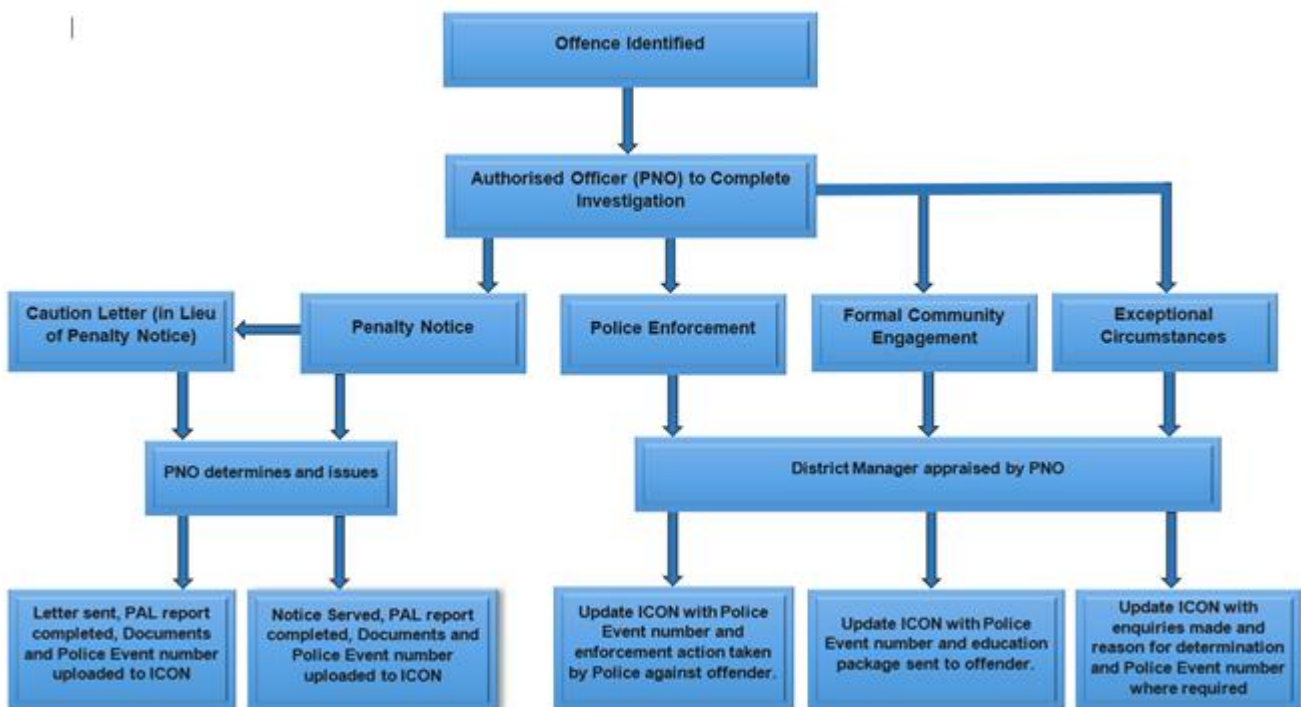 Offence Identified
Authorised Officer (PNO) to Complete
Investigation
Caution Letter (in Lieu
of Penalty Notice)
Penalty Notice
Police Enforcement
Formal Community
Engagement
Exceptional
Circumstances
PNO determines and issues
District Manager appraised by PNO
Letter sent, PAL report
completed, Documents
and Police Event number
uploaded to ICON
Notice Served, PAL report
completed, Documents and
Police Event number
uploaded to ICON
Update ICON with Police
Event number and
enforcement action taken
by Police against offender.
Update ICON with Police
Event number and education
package sent to offender.
Update ICON with
enquiries made and
reason for determination
and Police Event number
where required